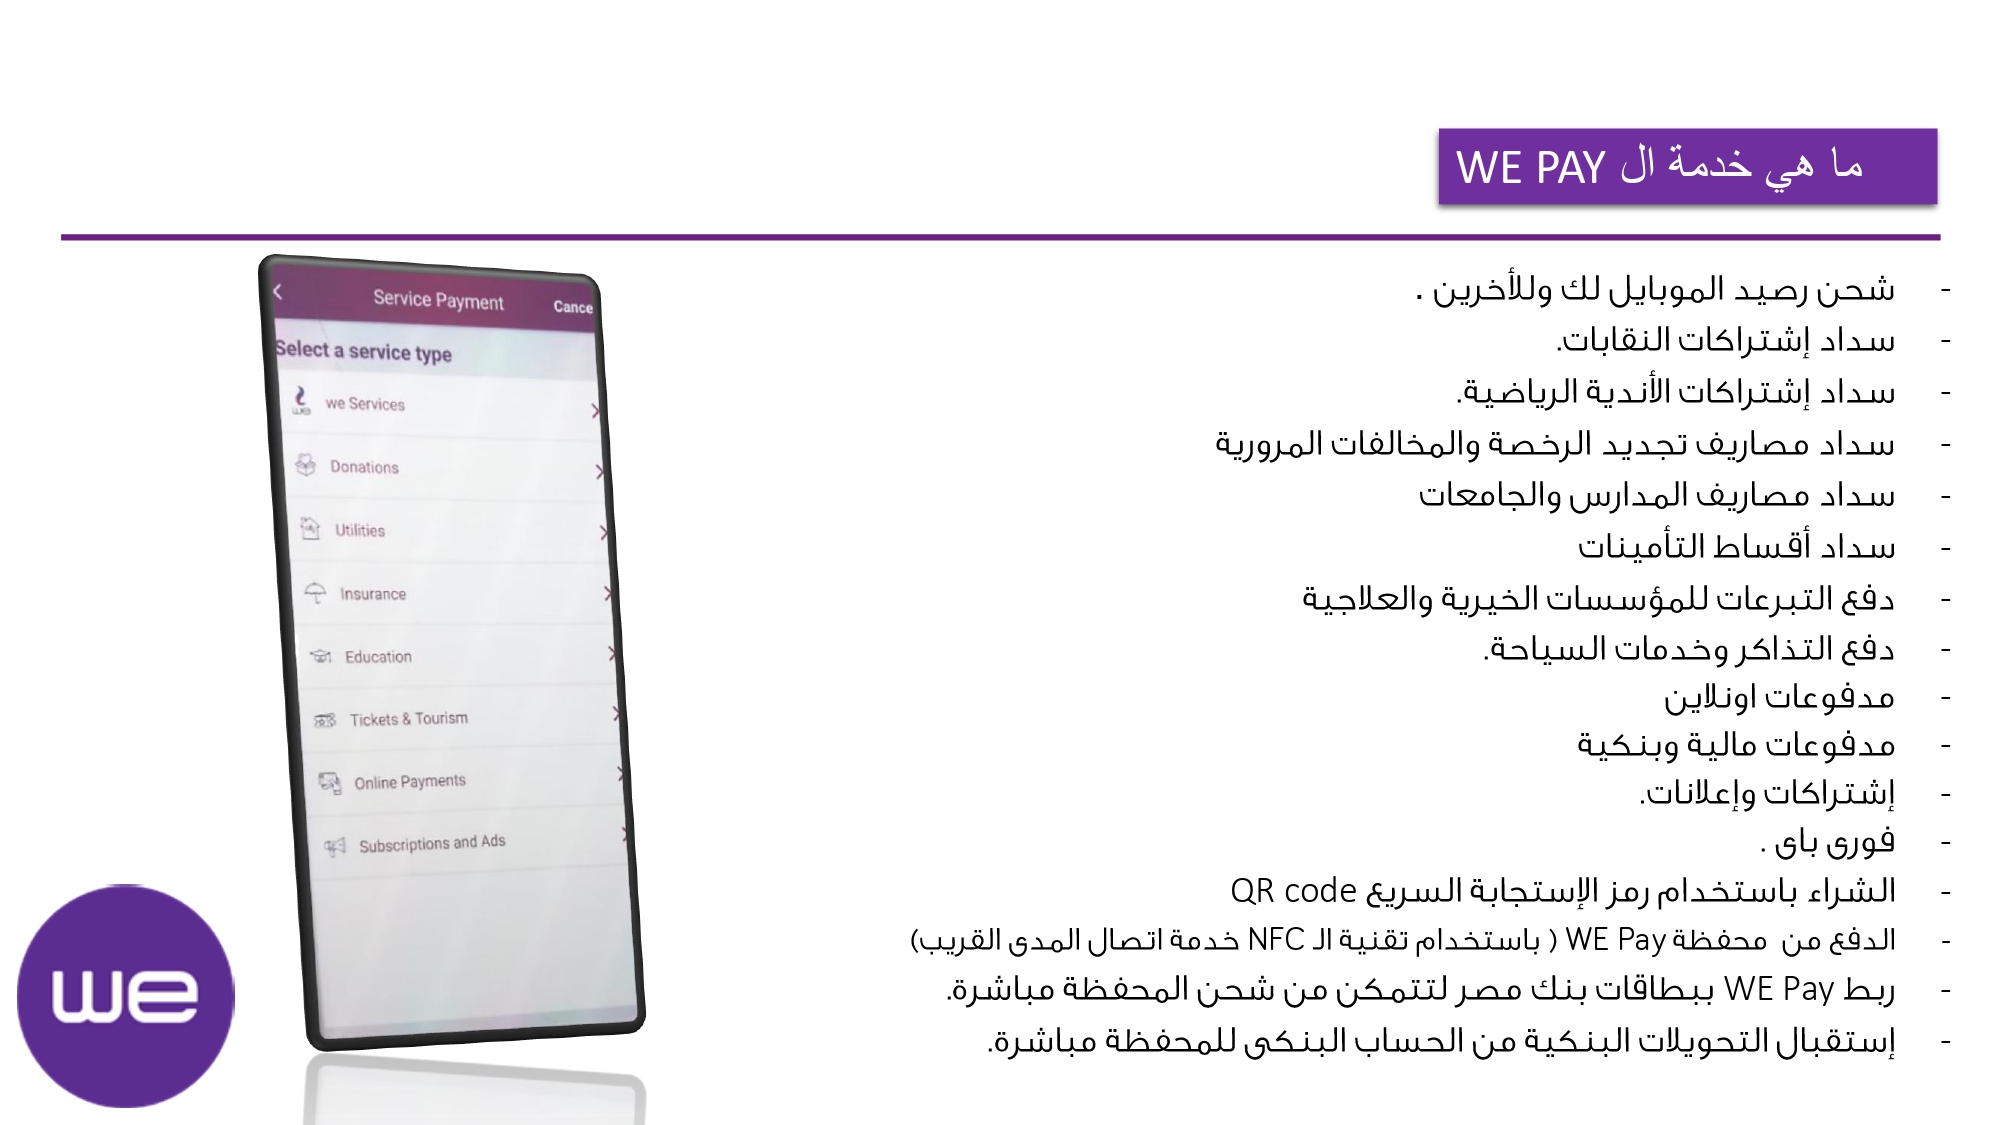 ما هي خدمة ال WE PAY
- شحن رصيد الموبايل لك وللأخرين .
- سداد إشتراكات النقابات.
- سداد إشتراكات الأندية الرياضية.
- سداد مصاريف تجديد الرخصة والمخالفات المرورية
- سداد مصاريف المدارس والجامعات
- سداد أقساط التأمينات
- دفع التبرعات للمؤسسات الخيرية والعلاجية
- دفع التذاكر وخدمات السياحة.
- مدفوعات اونلاين
- مدفوعات مالية وبنكية
- إشتراكات وإعلانات.
- فورى باى .
- الشراء باستخدام رمز الإستجابة السريع QR code
- الدفع من محفظة WE Pay ( باستخدام تقنية الـ NFC خدمة اتصال المدى القريب)
- ربط WE Pay ببطاقات بنك مصر لتتمكن من شحن المحفظة مباشرة.
- إستقبال التحويلات البنكية من الحساب البنكى للمحفظة مباشرة.
Service Payment Cance
Select a service type
we we Services
Donations
Utilities
Insurance
Education
Tickets & Tourism
Online Payments
Subscriptions and Ads
we